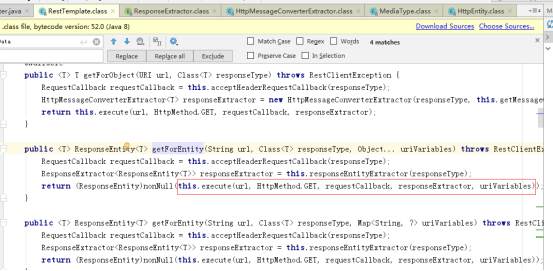 ter.java RestTemplate.class ResponseExtractor.class HttpMessageConverterExtractor.class MediaType.class HttpEntity.class
.class file, bytecode version: 52.0 (Java 8) Download Sources Choose Sources...
Match Case Regex Words 4 matches
Replace Replace all Exclude Preserve Case In Selection
public <T> T getForObject(URI url, Class<T> responseType) throws RestClientException {
RequestCallback requestCallback = this.acceptHeaderRequestCallback(responseType);
HttpMessageConverterExtractor<T> responseExtractor = new HttpMessageConverterExtractor(responseType, this.getMessage
return this.execute(url, HttpMethod.GET, requestCallback, responseExtractor);
}
public <T> ResponseEntity<T> getForEntity(String url, Class<T> responseType, Object... uriVariables) throws RestClientEx
RequestCallback requestCallback = this.acceptHeaderRequestCallback(responseType);
ResponseExtractor<ResponseEntity<T>> responseExtractor = this.responseEntityExtractor(responseType);
return (ResponseEntity)nonNull(this.execute(url, HttpMethod.GET, requestCallback, responseExtractor, uriVariables));
}
public <T> ResponseEntity<T> getForEntity(String url, Class<T> responseType, Map<String, ?> uriVariables) throws RestCli
RequestCallback requestCallback = this.acceptHeaderRequestCallback(responseType);
ResponseExtractor<ResponseEntity<T>> responseExtractor = this.responseEntityExtractor(responseType);
return (ResponseEntity)nonNull(this.execute(url, HttpMethod.GET, requestCallback, responseExtractor, uriVariables));